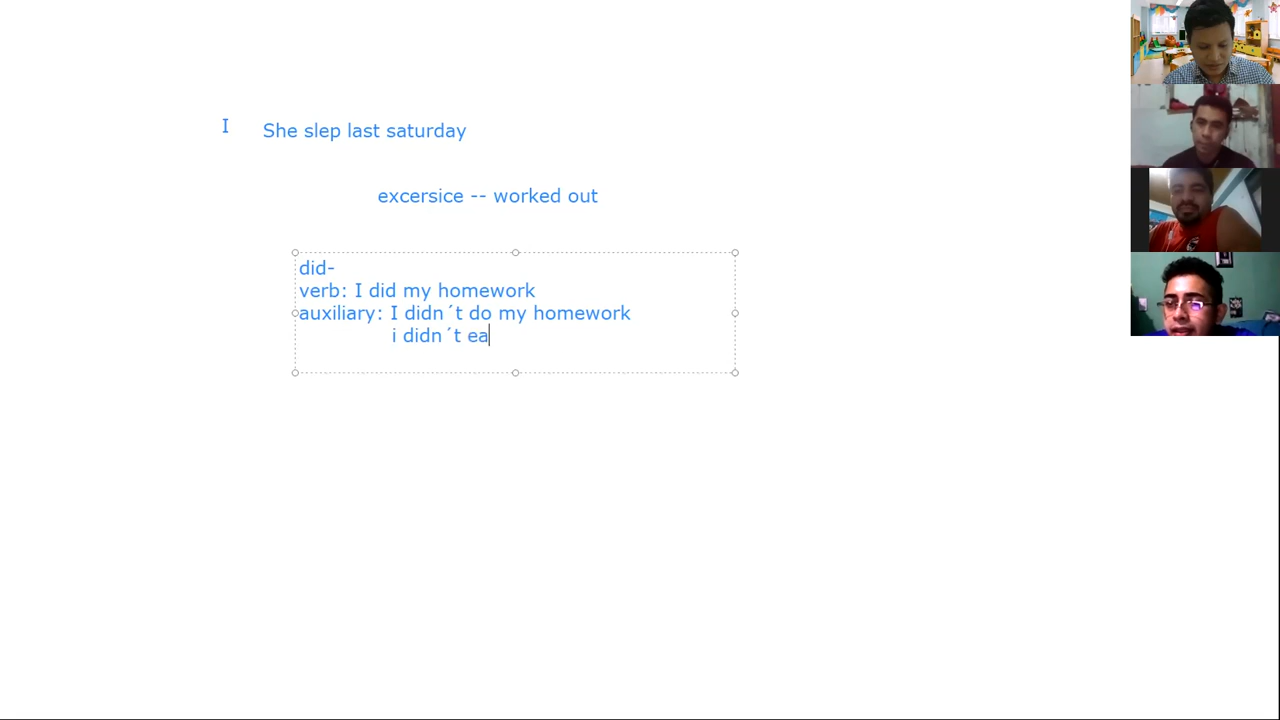 I She slep last saturday
excersice -- worked out
did-
verb: I did my homework
auxiliary: I didn´t do my homework
i didn´t ea